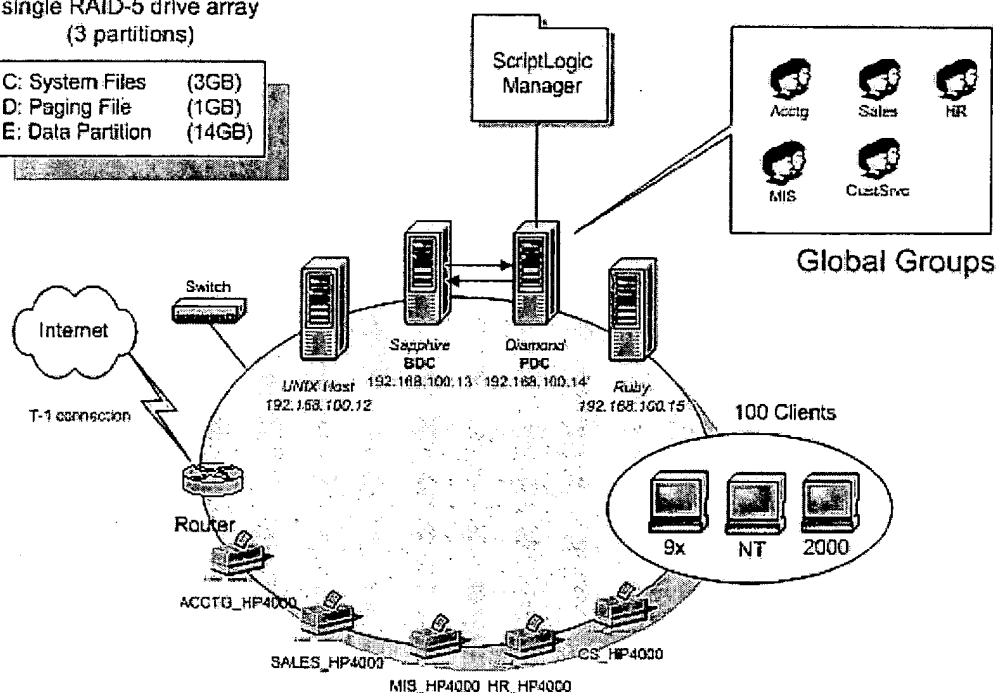 single RAID-5 drive array
(3 partitions)
C: System Files (3GB)
D: Paging File (1GB)
E: Data Partition (14GB)
ScriptLogic
Manager
Acctg
Sales
HR
MIS
CustSrvc
Global Groups
Switch
Internet
T-1 connection
Router
UNIX Host
192.168.100.12
Sapphire
BDC
192.168.100.13
Diamond
PDC
192.168.100.14
Ruby
192.168.100.15
100 Clients
9x
NT
2000
ACCTG_HP4000
SALES_HP4000
MIS_HP4000
HR_HP4000
CS_HP4000